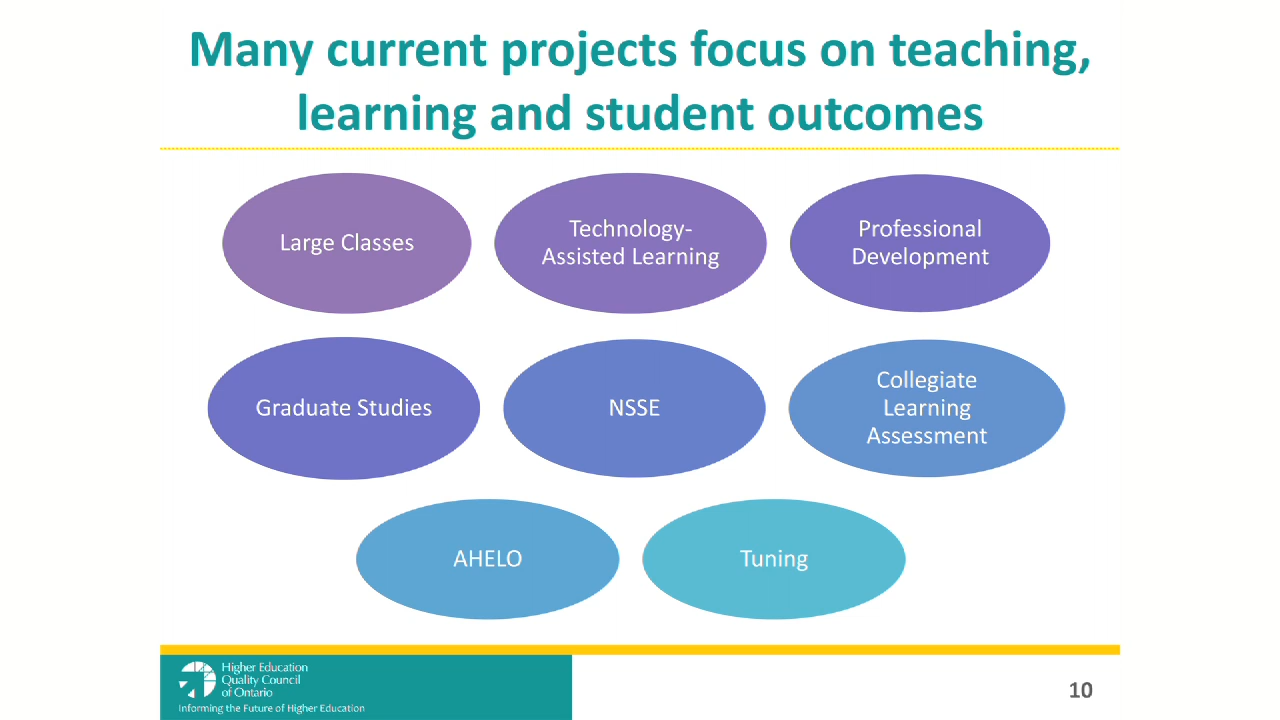 Many current projects focus on teaching,
learning and student outcomes
Large Classes
Technology-
Assisted Learning
Professional
Development
Graduate Studies
NSSE
Collegiate
Learning
Assessment
AHELO
Tuning
Higher Education
Quality Council
of Ontario
Informing the Future of Higher Education
10